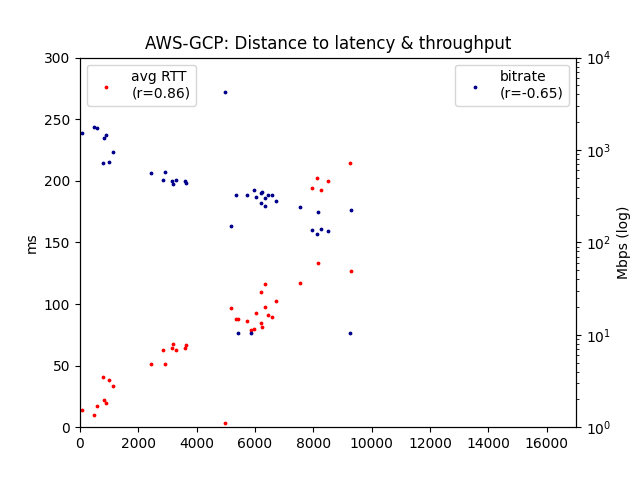 AWS-GCP: Distance to latency & throughput
300
250
200
150
100
50
0
ms
avg RTT
(r=0.86)
bitrate
(r=-0.65)
10^4
10^3
10^2
10^1
10^0
Mbps (log)
0 2000 4000 6000 8000 10000 12000 14000 16000